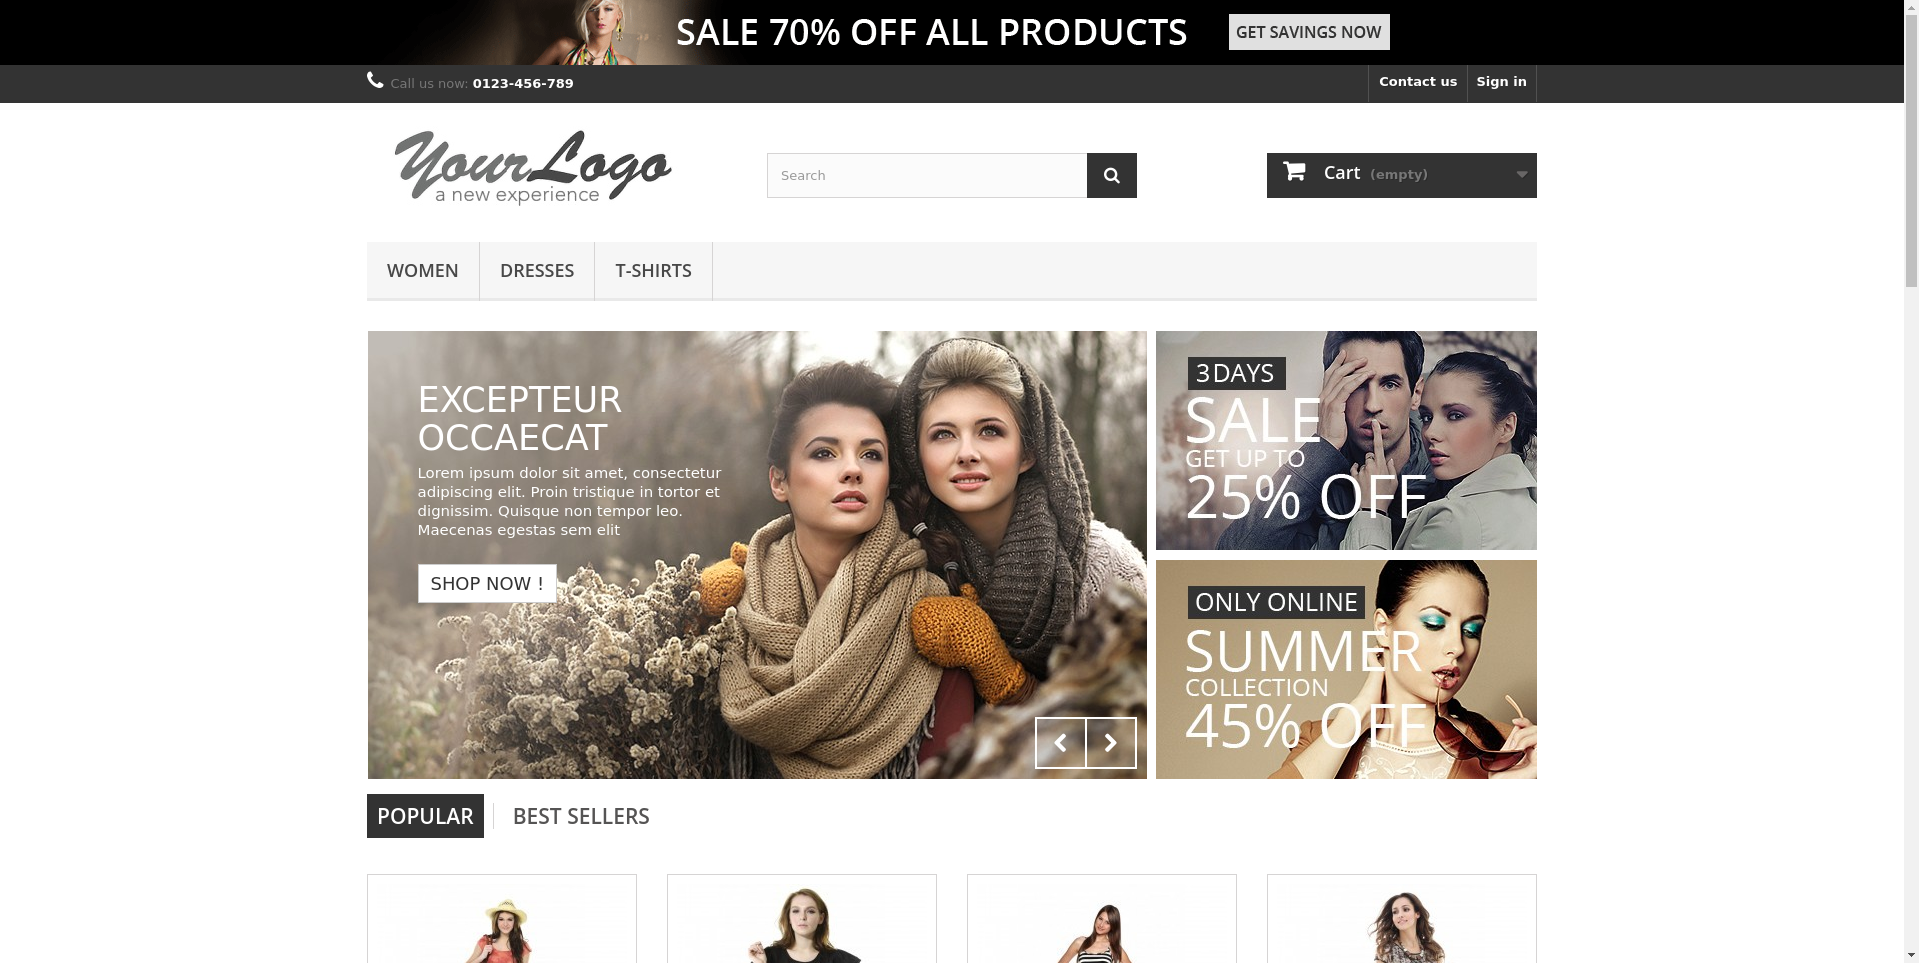 SALE 70% OFF ALL PRODUCTS GET SAVINGS NOW
Call us now: 0123-456-789 Contact us Sign in
YourLogo
a new experience
Search
Cart (empty)
WOMEN DRESSES T-SHIRTS
EXCEPTEUR
OCCAECAT
Lorem ipsum dolor sit amet, consectetur
adipiscing elit. Proin tristique in tortor et
dignissim. Quisque non tempor leo.
Maecenas egestas sem elit
SHOP NOW !
3 DAYS
SALE
GET UP TO
25% OFF
ONLY ONLINE
SUMMER
COLLECTION
45% OFF
POPULAR BEST SELLERS